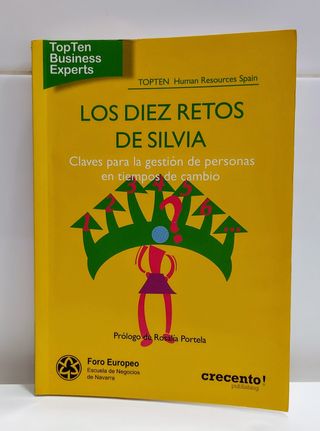 TopTen
Business
Experts
TOPTEN Human Resources Spain
LOS DIEZ RETOS
DE SILVIA
Claves para la gestión de personas
en tiempos de cambio
?
Prólogo de Rosalía Portela
Foro Europeo
Escuela de Negocios
de Navarra
crecento!
publishing